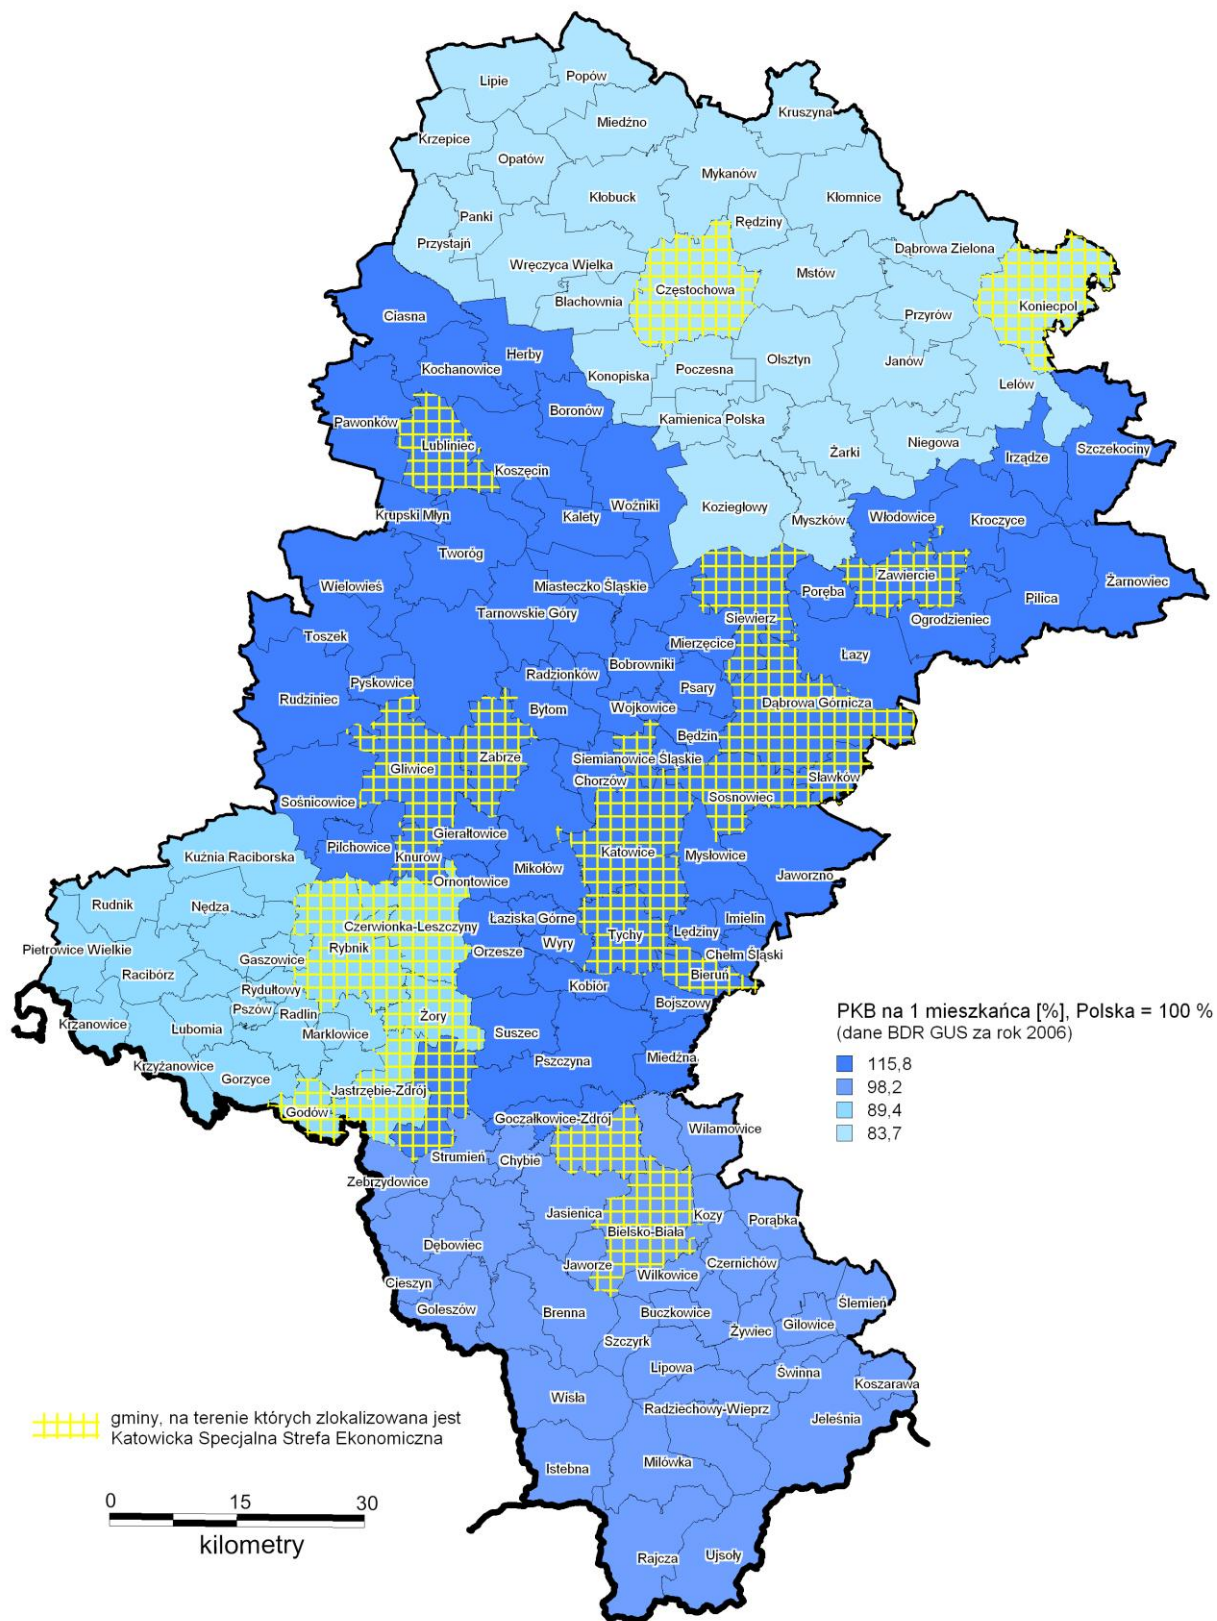 Lipie
Popów
Kruszyna
Miedźno
Krzepice
Opatów
Mykanów
Kłobuck
Kłomnice
Panki
Rędziny
Przystajń
Dąbrowa Zielona
Wręczyca Wielka
Mstów
Częstochowa
Blachownia
Koniecpol
Ciasna
Przyrów
Herby
Kochanowice
Konopiska
Poczesna
Olsztyn
Janów
Lelów
Boronów
Pawonków
Kamienica Polska
Lubliniec
Niegowa
Żarki
Irządze
Szczekociny
Koszęcin
Woźniki
Koziegłowy
Krupski Młyn
Kalety
Myszków
Włodowice
Kroczyce
Tworóg
Zawiercie
Żarnowiec
Wielowieś
Miasteczko Śląskie
Poręba
Pilica
Tarnowskie Góry
Siewierz
Ogrodzieniec
Toszek
Mierzęcice
Łazy
Bobrowniki
Radzionków
Pyskowice
Psary
Rudziniec
Dąbrowa Górnicza
Bytom
Wojkowice
Będzin
Zabrze
Siemianowice Śląskie
Gliwice
Chorzów
Sławków
Sosnowiec
Sośnicowice
Gierałtowice
Pilchowice
Katowice
Mysłowice
Kuźnia Raciborska
Knurów
Mikołów
Jaworzno
Ornontowice
Rudnik
Nędza
Łaziska Górne
Imielin
Czerwionka-Leszczyny
Tychy
Lędziny
Pietrowice Wielkie
Rybnik
Orzesze
Wyry
Chełm Śląski
Gaszowice
Racibórz
Bieruń
Rydułtowy
Kobiór
Pszów
Radlin
Żory
Bojszowy
Krzanowice
Lubomia
Marklowice
Suszec
Krzyżanowice
Pszczyna
Miedźna
Gorzyce
Jastrzębie-Zdrój
Godów
Goczałkowice-Zdrój
Wilamowice
Strumień
Chybie
Zebrzydowice
Jasienica
Kozy
Porąbka
Bielsko-Biała
Dębowiec
Czernichów
Jaworze
Wilkowice
Cieszyn
Ślemień
Goleszów
Brenna
Buczkowice
Gilowice
Żywiec
Szczyrk
Lipowa
Świnna
Koszarawa
Wisła
Radziechowy-Wieprz
Jeleśnia
Istebna
Milówka
Rajcza
Ujsoły
PKB na 1 mieszkańca [%], Polska = 100 %
(dane BDR GUS za rok 2006)
115,8
98,2
89,4
83,7
gminy, na terenie których zlokalizowana jest
Katowicka Specjalna Strefa Ekonomiczna
0 15 30
kilometry